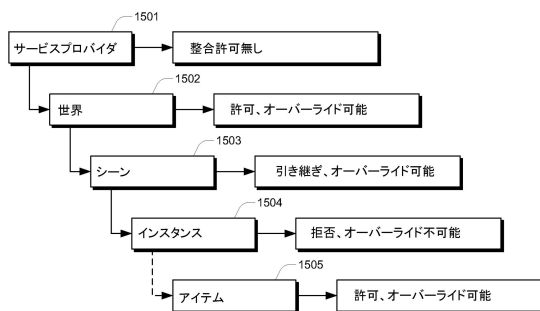 1501
サービスプロバイダ
整合許可無し
1502
世界
許可、オーバーライド可能
1503
シーン
引き継ぎ、オーバーライド可能
1504
インスタンス
拒否、オーバーライド不可能
1505
アイテム
許可、オーバーライド可能